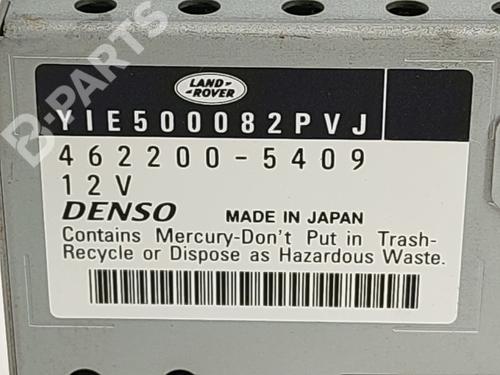 B-PARTS
LAND-
ROVER
YIE500082PVJ
462200-5409
12V
DENSO MADE IN JAPAN
Contains Mercury-Don't Put in Trash-
Recycle or Dispose as Hazardous Waste.